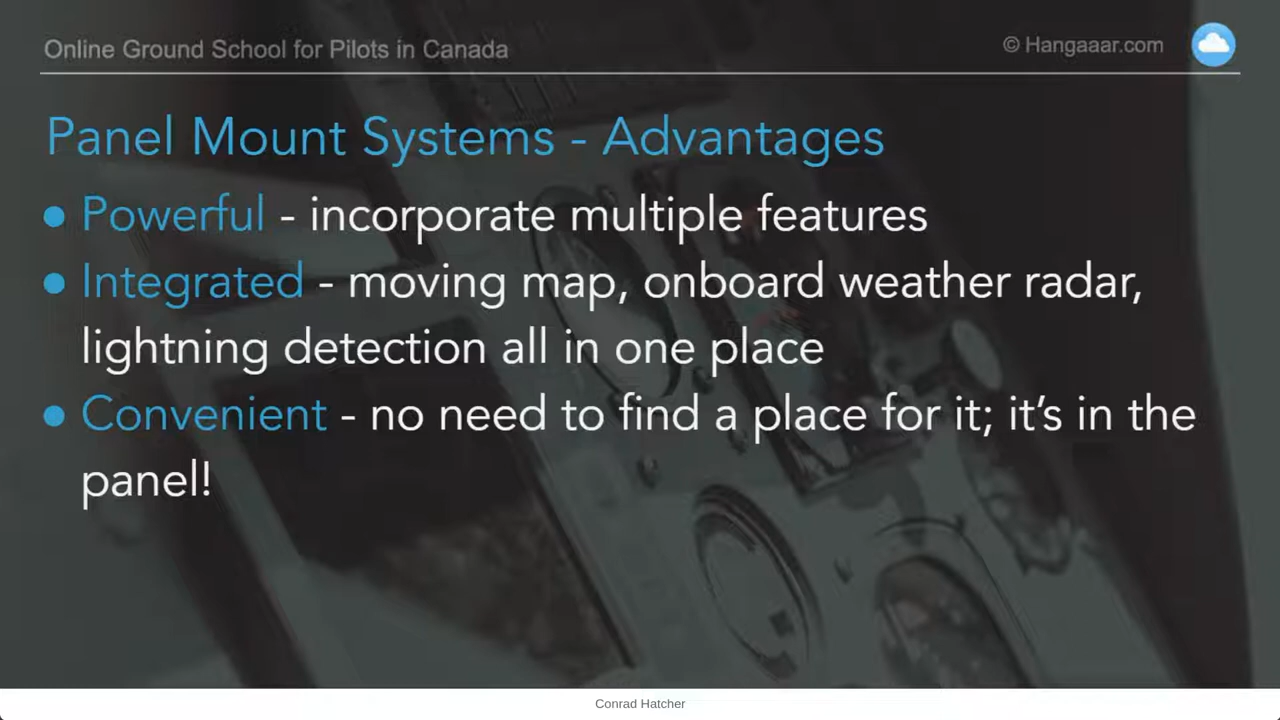 Online Ground School for Pilots in Canada
© Hangaaar.com
Panel Mount Systems - Advantages
● Powerful - incorporate multiple features
● Integrated - moving map, onboard weather radar,
lightning detection all in one place
● Convenient - no need to find a place for it; it’s in the
panel!
Conrad Hatcher